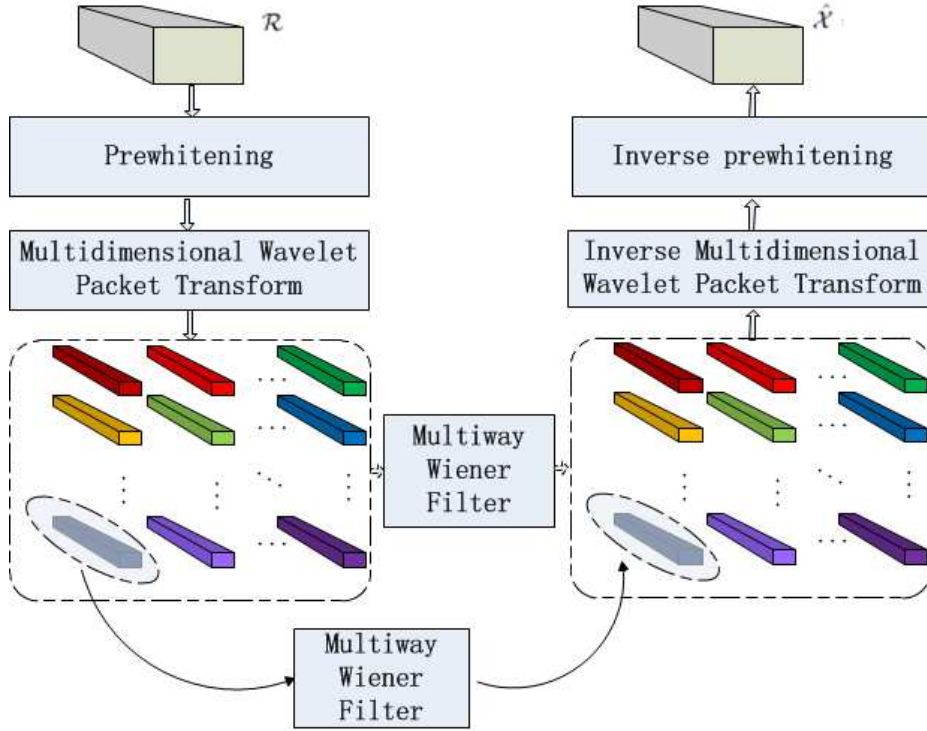 ℛ
𝒳̂
Prewhitening
Inverse prewhitening
Multidimensional Wavelet
Packet Transform
Inverse Multidimensional
Wavelet Packet Transform
Multiway
Wiener
Filter
Multiway
Wiener
Filter